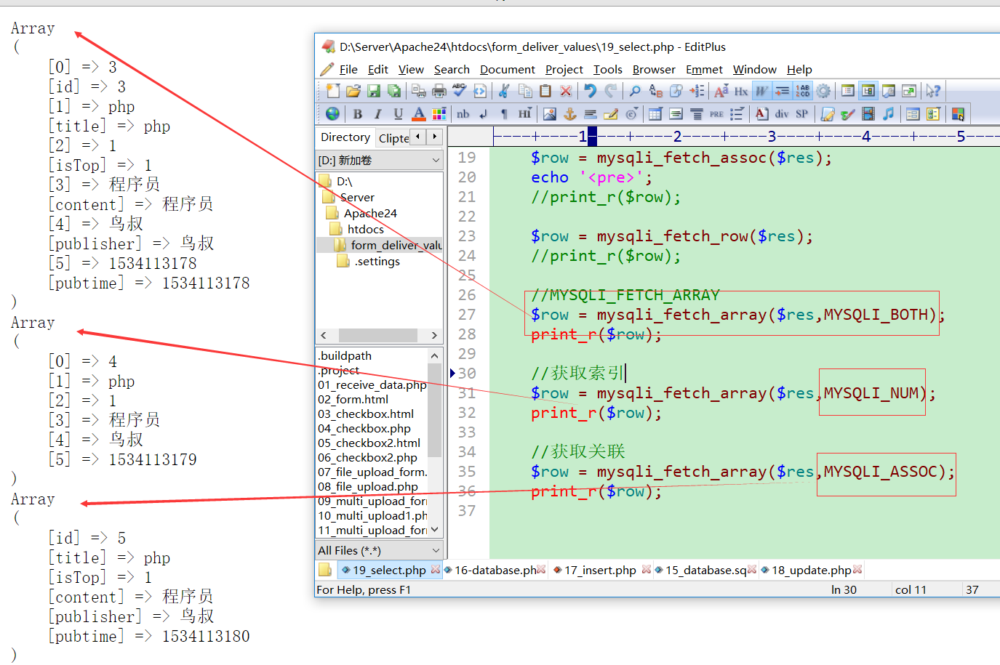 Array
(
[0] => 3
[id] => 3
[1] => php
[title] => php
[2] => 1
[isTop] => 1
[3] => 程序员
[content] => 程序员
[4] => 鸟叔
[publisher] => 鸟叔
[5] => 1534113178
[pubtime] => 1534113178
)
Array
(
[0] => 4
[1] => php
[2] => 1
[3] => 程序员
[4] => 鸟叔
[5] => 1534113179
)
Array
(
[id] => 5
[title] => php
[isTop] => 1
[content] => 程序员
[publisher] => 鸟叔
[pubtime] => 1534113180
)
D:\Server\Apache24\htdocs\form_deliver_values\19_select.php - EditPlus
File Edit View Search Document Project Tools Browser Emmet Window Help
B I U A nb HI PRE A div SP
Directory Clipte
[D:] 新加卷
D:\
Server
Apache24
htdocs
form_deliver_valu
.settings
.buildpath
.project
01_receive_data.php
02_form.html
03_checkbox.html
04_checkbox.php
05_checkbox2.html
06_checkbox2.php
07_file_upload_form.
08_file_upload.php
09_multi_upload_for
10_multi_upload1.ph
11_multi_upload_for
All Files (*.*)
----+----1----+----2----+----3----+----4----+----5----
19 $row = mysqli_fetch_assoc($res);
20 echo '<pre>';
21 //print_r($row);
22
23 $row = mysqli_fetch_row($res);
24 //print_r($row);
25
26 //MYSQLI_FETCH_ARRAY
27 $row = mysqli_fetch_array($res,MYSQLI_BOTH);
28 print_r($row);
29
30 //获取索引
31 $row = mysqli_fetch_array($res,MYSQLI_NUM);
32 print_r($row);
33
34 //获取关联
35 $row = mysqli_fetch_array($res,MYSQLI_ASSOC);
36 print_r($row);
37
19_select.php 16-database.ph 17_insert.php 15_database.sq 18_update.php
For Help, press F1 ln 30 col 11 37